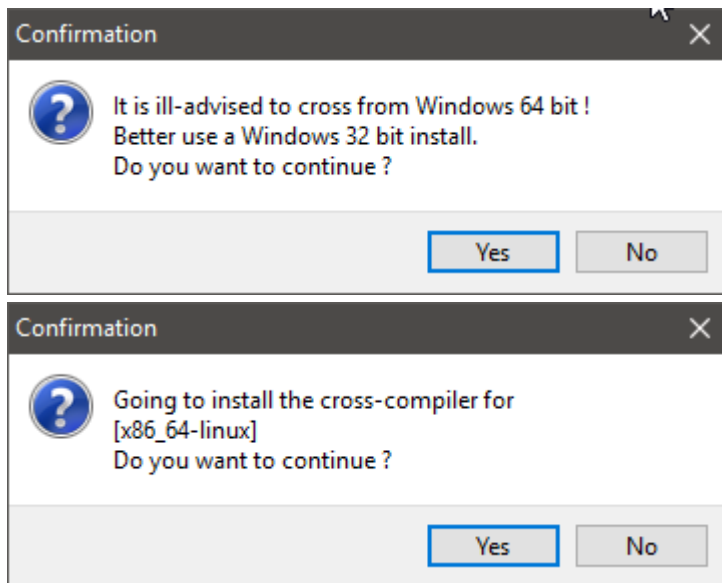 Confirmation
It is ill-advised to cross from Windows 64 bit !
Better use a Windows 32 bit install.
Do you want to continue ?
Yes No
Confirmation
Going to install the cross-compiler for
[x86_64-linux]
Do you want to continue ?
Yes No